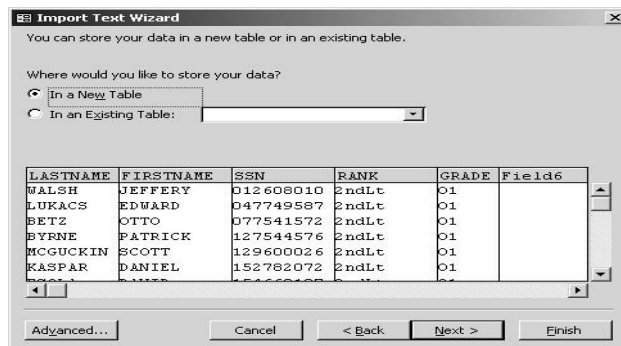 Import Text Wizard
You can store your data in a new table or in an existing table.
Where would you like to store your data?
In a New Table
In an Existing Table:
LASTNAME FIRSTNAME SSN RANK GRADE Field6
WALSH JEFFERY 012608010 2ndLt O1
LUKACS EDWARD 047749587 2ndLt O1
BETZ OTTO 077541572 2ndLt O1
BYRNE PATRICK 127544576 2ndLt O1
MCGUCKIN SCOTT 129600026 2ndLt O1
KASPAR DANIEL 152782072 2ndLt O1
Advanced... Cancel < Back Next > Finish